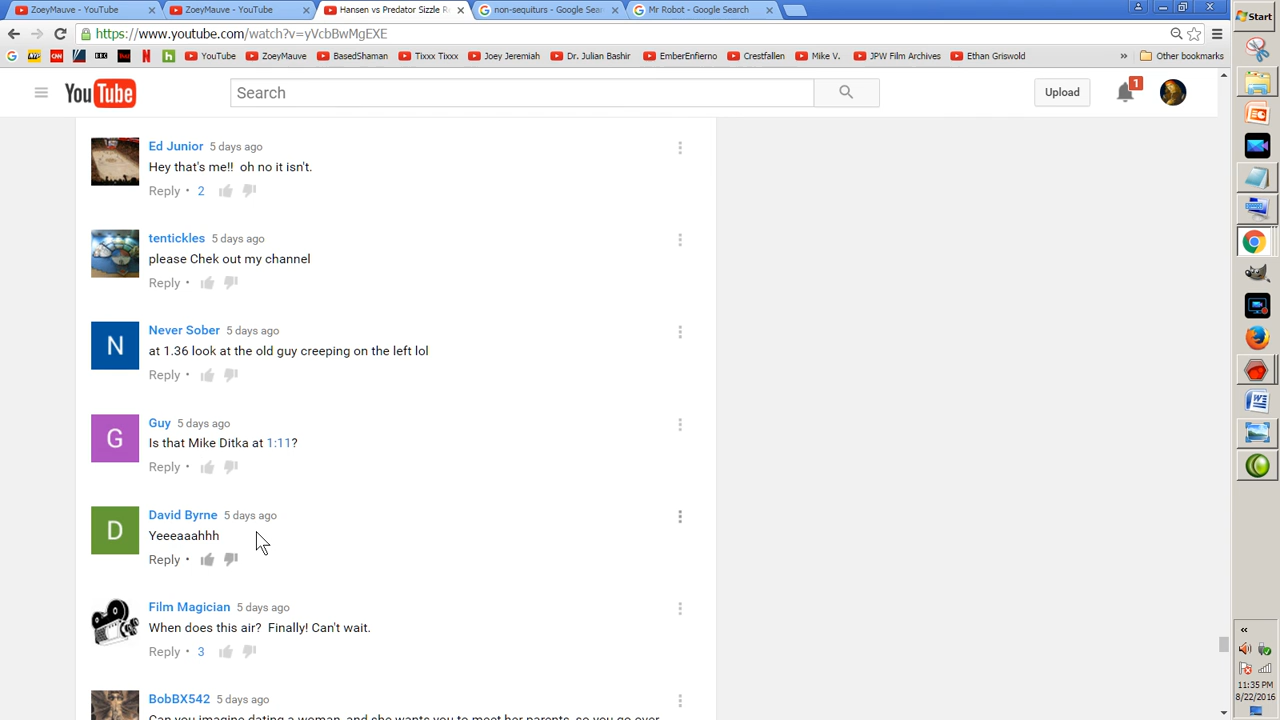 ZoeyMauve - YouTube
ZoeyMauve - YouTube
Hansen vs Predator Sizzle R
non-sequiturs - Google Sea
Mr Robot - Google Search
Start
https://www.youtube.com/watch?v=yVcbBwMgEXE
YouTube ZoeyMauve BasedShaman Tixxx Tixxx Joey Jeremiah Dr. Julian Bashir EmberEnfierno Crestfallen Mike V. JPW Film Archives Ethan Griswold » Other bookmarks
YouTube
Search
Upload
1
Ed Junior 5 days ago
Hey that's me!! oh no it isn't.
Reply • 2
tentickles 5 days ago
please Chek out my channel
Reply •
N
Never Sober 5 days ago
at 1.36 look at the old guy creeping on the left lol
Reply •
G
Guy 5 days ago
Is that Mike Ditka at 1:11?
Reply •
D
David Byrne 5 days ago
Yeeeaaahhh
Reply •
Film Magician 5 days ago
When does this air? Finally! Can't wait.
Reply • 3
BobBX542 5 days ago
Can you imagine dating a woman, and she wants you to meet her parents, so you go over
11:35 PM
8/22/2016